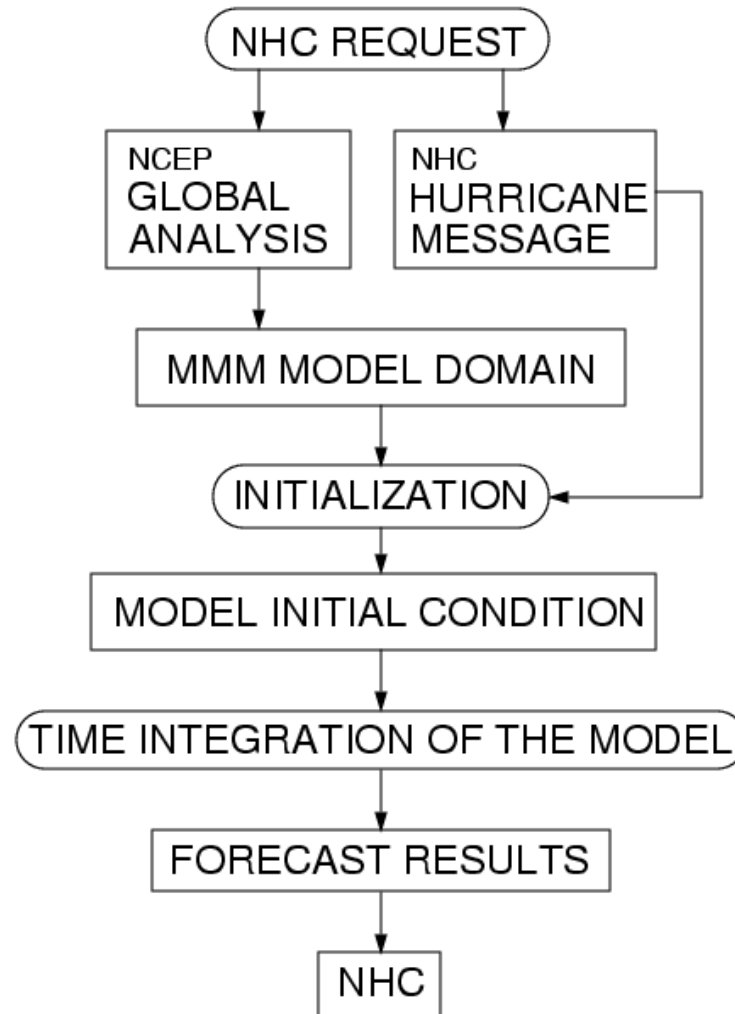 NHC REQUEST
NCEP
GLOBAL
ANALYSIS
NHC
HURRICANE
MESSAGE
MMM MODEL DOMAIN
INITIALIZATION
MODEL INITIAL CONDITION
TIME INTEGRATION OF THE MODEL
FORECAST RESULTS
NHC